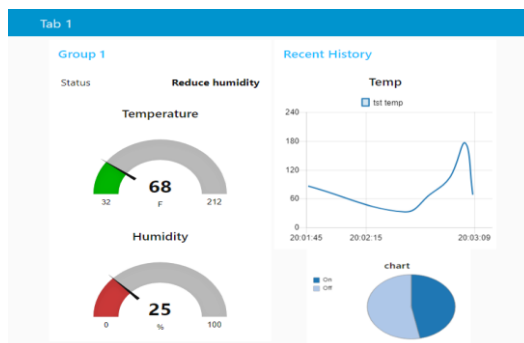 Tab 1
Group 1
Status Reduce humidity
Temperature
68
32 F 212
Humidity
25
0 % 100
Recent History
Temp
tst temp
240
180
120
60
0
20:01:45 20:02:15 20:03:09
chart
On
Off